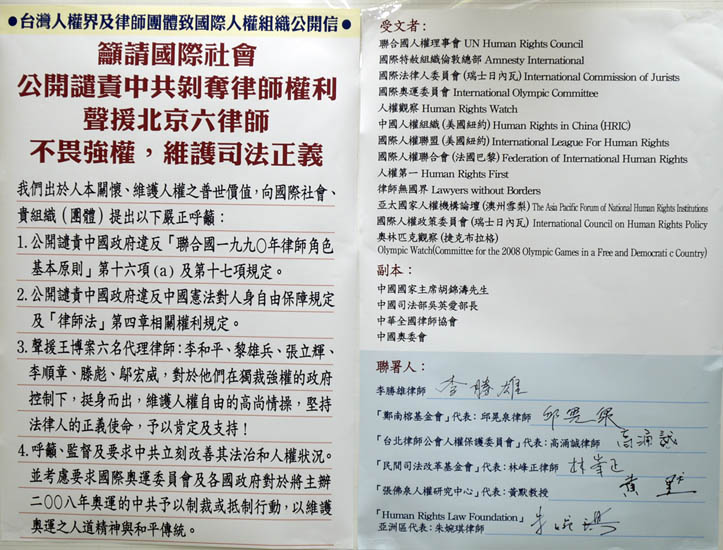 ●台灣人權界及律師團體致國際人權組織公開信●
籲請國際社會
公開譴責中共剝奪律師權利
聲援北京六律師
不畏強權，維護司法正義
我們出於人本關懷、維護人權之普世價值，向國際社會、
貴組織(團體)提出以下嚴正呼籲：
1.公開譴責中國政府違反「聯合國一九九〇年律師角色
基本原則」第十六項(a)及第十七項規定。
2.公開譴責中國政府違反中國憲法對人身自由保障規定
及「律師法」第四章相關權利規定。
3.聲援王博案六名代理律師:李和平、黎雄兵、張立輝、
李順章、滕彪、鄔宏威，對於他們在獨裁強權的政府
控制下，挺身而出，維護人權自由的高尚情操，堅持
法律人的正義使命，予以肯定及支持！
4.呼籲、監督及要求中共立刻改善其法治和人權狀況。
並考慮要求國際奧運委員會及各國政府對於將主辦
二〇〇八年奧運的中共予以制裁或抵制行動，以維護
奧運之人道精神與和平傳統。
受文者：
聯合國人權理事會 UN Human Rights Council
國際特赦組織倫敦總部 Amnesty International
國際法律人委員會(瑞士日內瓦) International Commission of Jurists
國際奧運委員會 International Olympic Committee
人權觀察 Human Rights Watch
中國人權組織(美國紐約) Human Rights in China (HRIC)
國際人權聯盟(美國紐約) International League For Human Rights
國際人權聯合會(法國巴黎) Federation of International Human Rights
人權第一 Human Rights First
律師無國界 Lawyers without Borders
亞太國家人權機構論壇(澳州雪梨) The Asia Pacific Forum of National Human Rights Institutions
國際人權政策委員會(瑞士日內瓦) International Council on Human Rights Policy
奧林匹克觀察(捷克布拉格)
Olympic Watch(Committee for the 2008 Olympic Games in a Free and Democrati c Country)
副本：
中國國家主席胡錦濤先生
中國司法部吳英愛部長
中華全國律師協會
中國奧委會
聯署人：
李勝雄律師 李勝雄
「鄭南榕基金會」代表：邱晃泉律師 邱晃泉
「台北律師公會人權保護委員會」代表：高涌誠律師 高涌誠
「民間司法改革基金會」代表：林峰正律師 林峯正
「張佛泉人權研究中心」代表：黃默教授 黃默
「Human Rights Law Foundation」
亞洲區代表：朱婉琪律師 朱婉琪